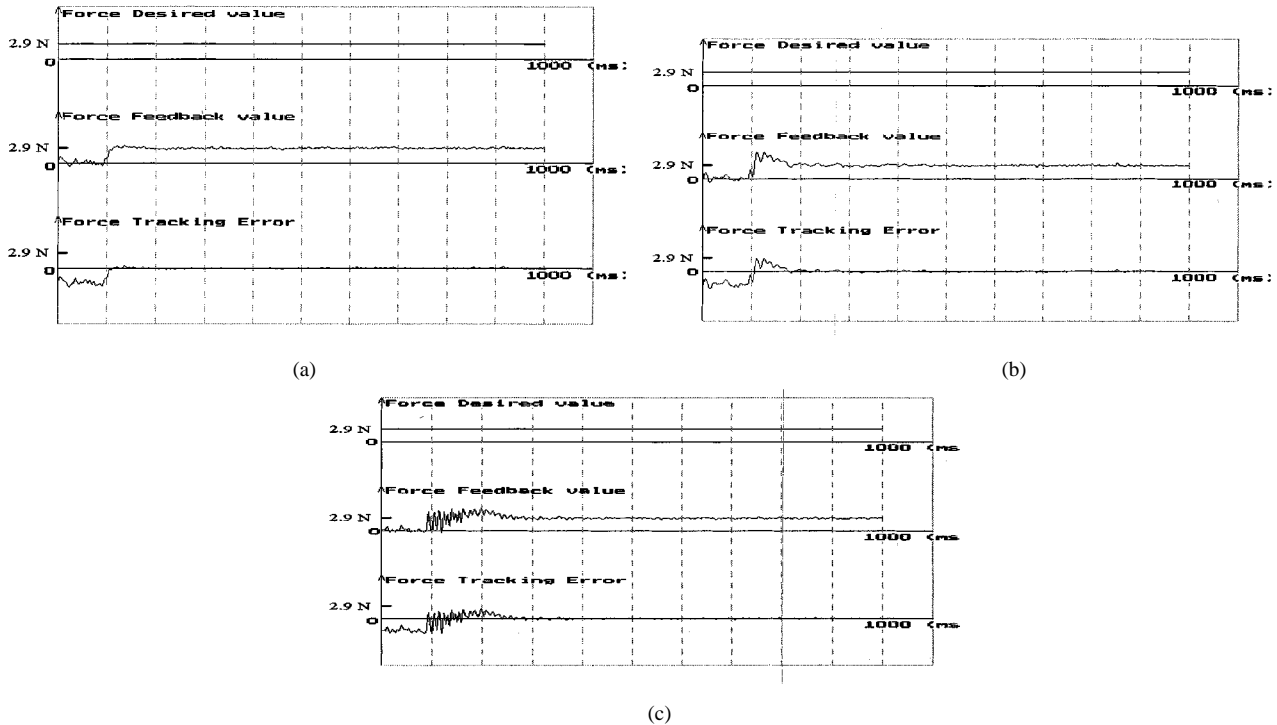 Force Desired value
2.9 N
0
1000 (ms)
Force Feedback value
2.9 N
0
1000 (ms)
Force Tracking Error
2.9 N
0
1000 (ms)
(a)
Force Desired value
2.9 N
0
1000 (ms)
Force Feedback value
2.9 N
0
1000 (ms)
Force Tracking Error
2.9 N
0
1000 (ms)
(b)
Force Desired value
2.9 N
0
1000 (ms
Force Feedback value
2.9 N
0
1000 (ms
Force Tracking Error
2.9 N
0
1000 (ms
(c)